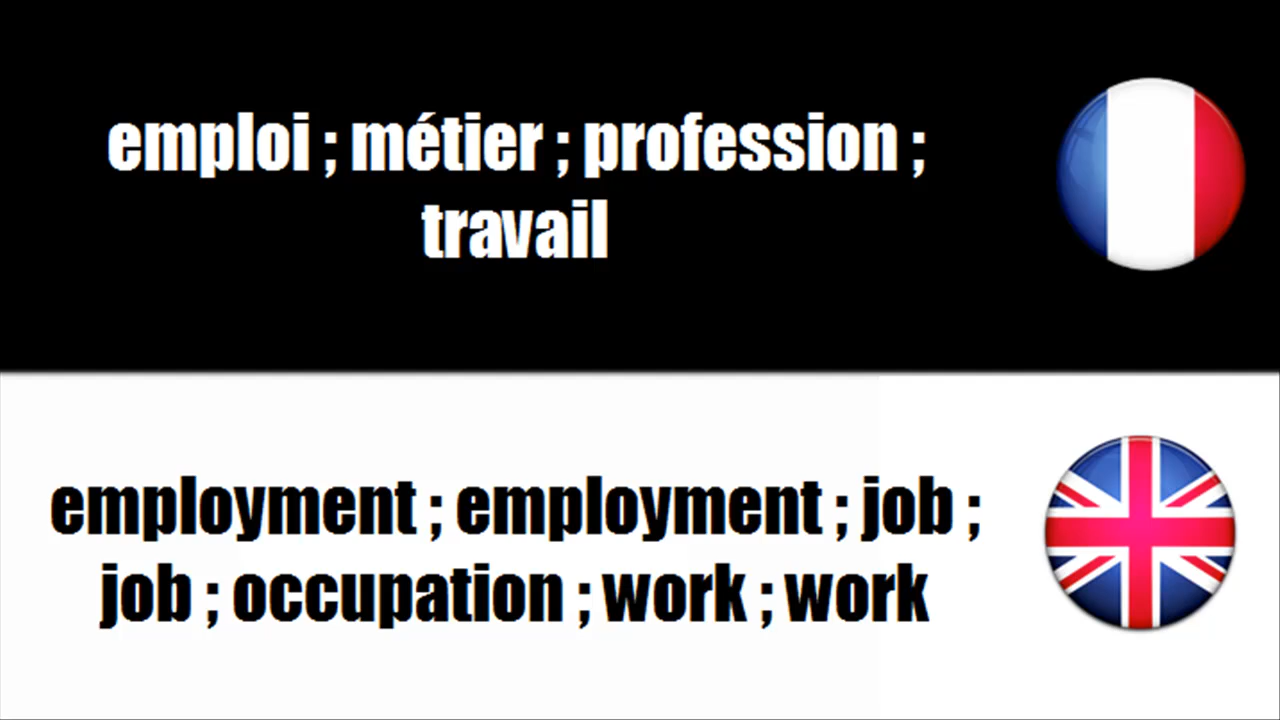 emploi ; métier ; profession ;
travail
employment ; employment ; job ;
job ; occupation ; work ; work